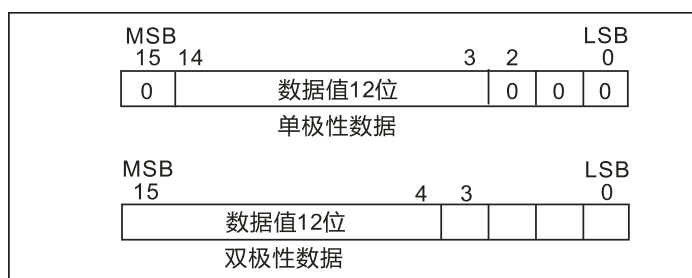 MSB LSB
15 14 3 2 0
0 数据值12位 0 0 0
单极性数据
MSB LSB
15 4 3 0
数据值12位
双极性数据